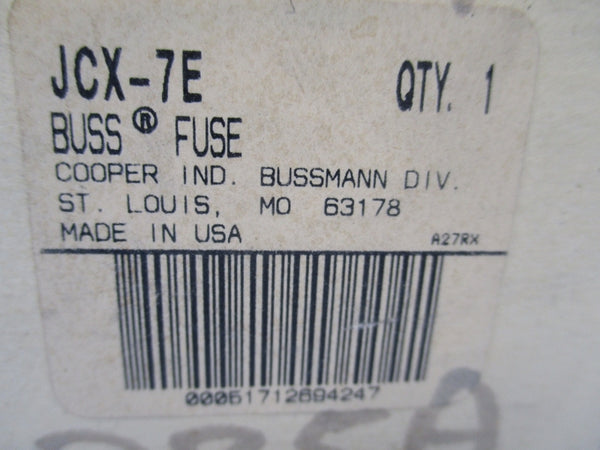 JCX-7E QTY. 1
BUSS® FUSE
COOPER IND. BUSSMANN DIV.
ST. LOUIS, MO 63178
MADE IN USA A27RX
00051712694247